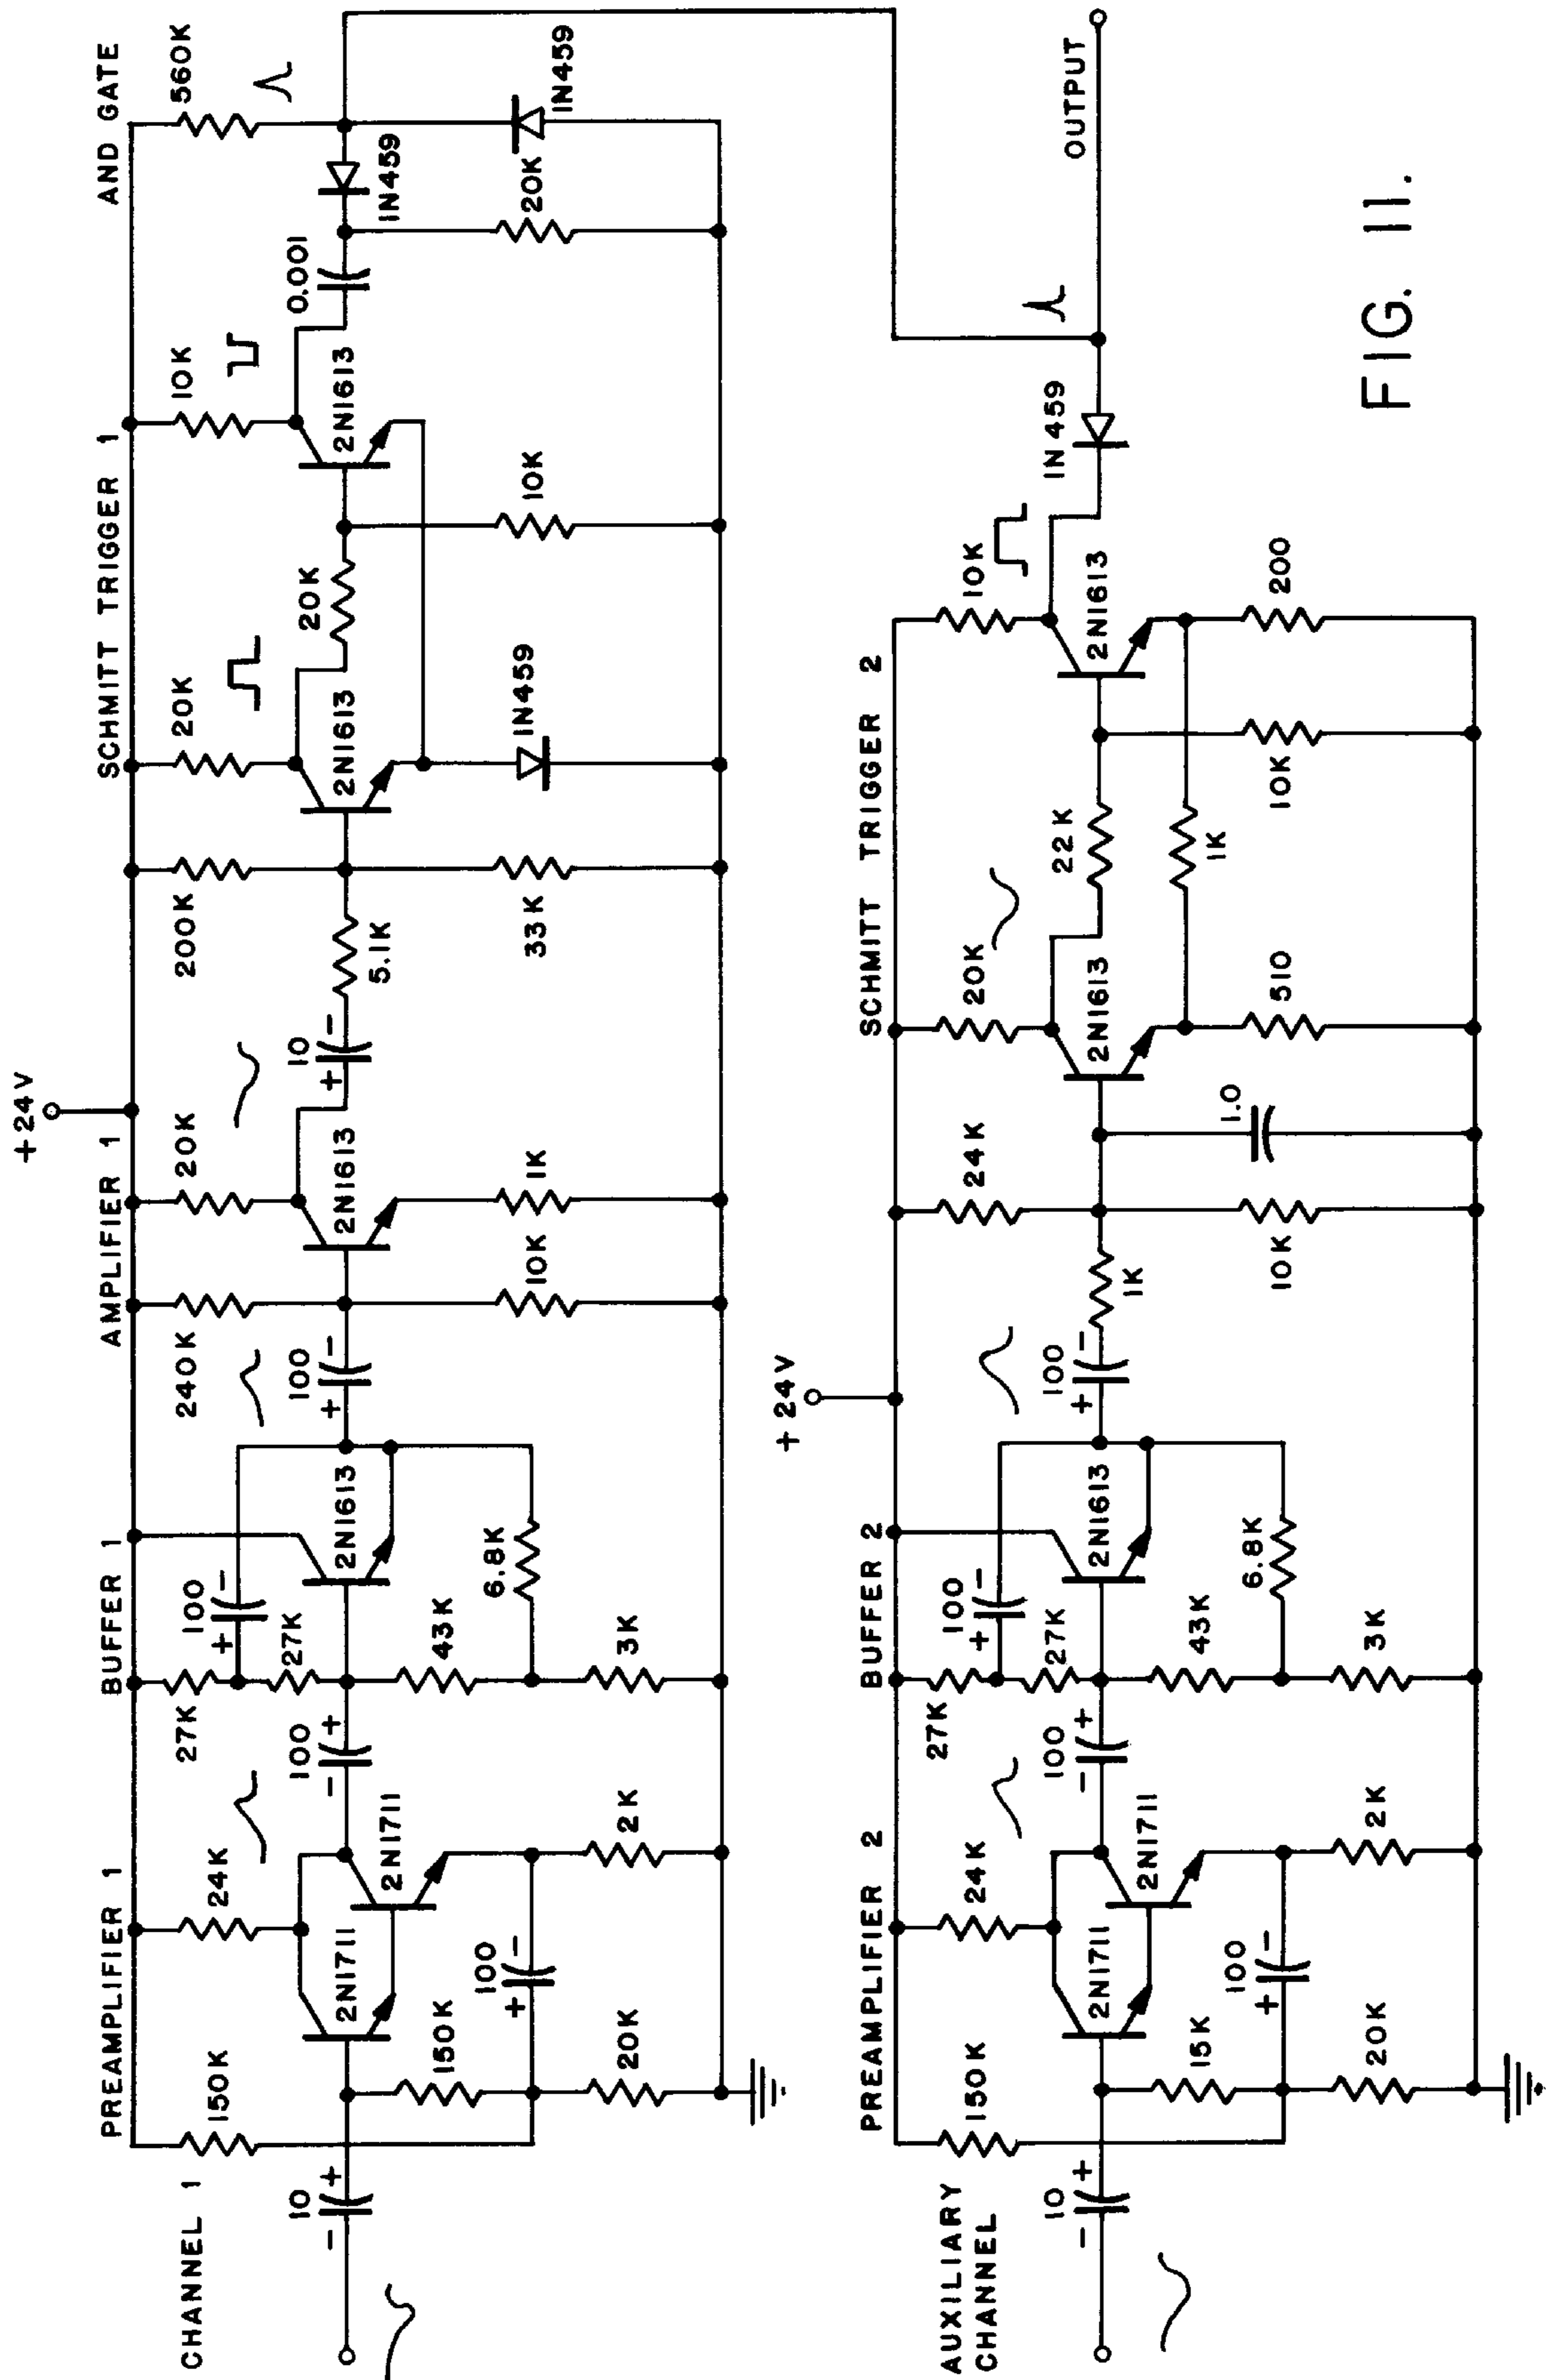 +24V
PREAMPLIFIER 1
BUFFER 1
AMPLIFIER 1
SCHMITT TRIGGER 1
AND GATE
CHANNEL 1
150K
24K
27K
100
+ −
27K
240K
20K
200K
20K
10K
560K
10
− +
2N1711
2N1711
100
− +
2N1613
100
+ −
2N1613
10
+ −
5.1K
2N1613
20K
2N1613
0.001
1N459
150K
100
+ −
20K
2K
43K
6.8K
3K
10K
1K
33K
1N459
10K
20K
1N459
+24V
PREAMPLIFIER 2
BUFFER 2
SCHMITT TRIGGER 2
AUXILIARY
CHANNEL
150K
24K
27K
100
+ −
27K
24K
20K
10K
10
− +
2N1711
2N1711
100
− +
2N1613
100
+ −
1K
2N1613
22K
2N1613
1N459
OUTPUT
15K
100
+ −
20K
2K
43K
6.8K
3K
10K
1.0
510
1K
10K
200
FIG. 11.